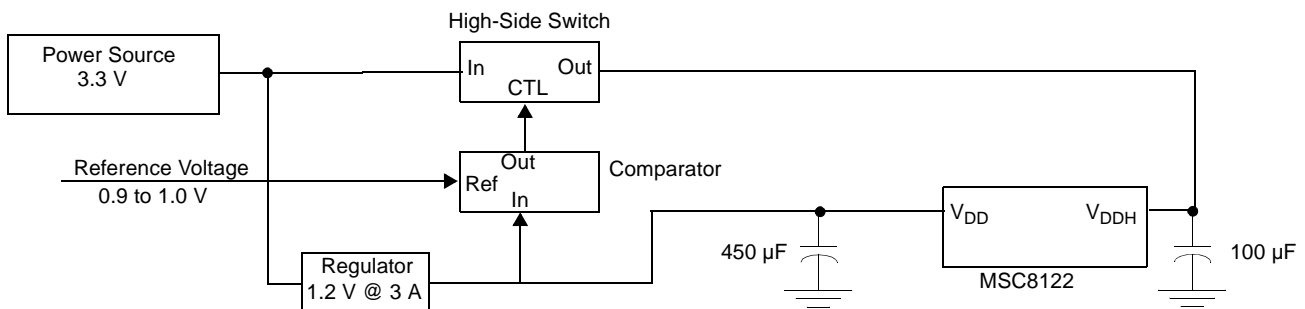 High-Side Switch
Power Source
3.3 V
In
Out
CTL
Reference Voltage
0.9 to 1.0 V
Out
Ref
In
Comparator
Regulator
1.2 V @ 3 A
450 µF
VDD
VDDH
MSC8122
100 µF